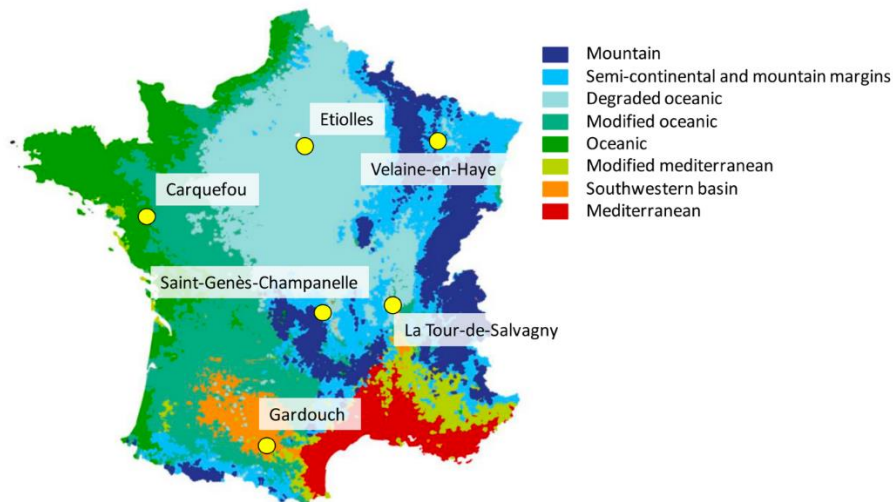 Mountain
Semi-continental and mountain margins
Degraded oceanic
Modified oceanic
Oceanic
Modified mediterranean
Southwestern basin
Mediterranean
Etiolles
Velaine-en-Haye
Carquefou
Saint-Genès-Champanelle
La Tour-de-Salvagny
Gardouch